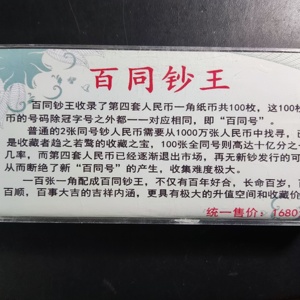 百同钞王
百同钞王收录了第四套人民币一角纸币共100枚，这100枚
币的号码除冠字号之外都一一对应相同，即“百同号”。
普通的2张同号钞人民币需要从1000万张人民币中找寻，已
是收藏者趋之若鹜的收藏之宝，100张全同号则高达十亿分之一
几率，而第四套人民币已经逐渐退出市场，再无新钞发行的可
从而断绝了新“百同号”的产生，收集难度极大。
一百张一角配成百同钞王，不仅有百年好合，长命百岁，百
百顺，百事大吉的吉祥内涵，更具有极大的升值空间和收藏价
统一售价：1680